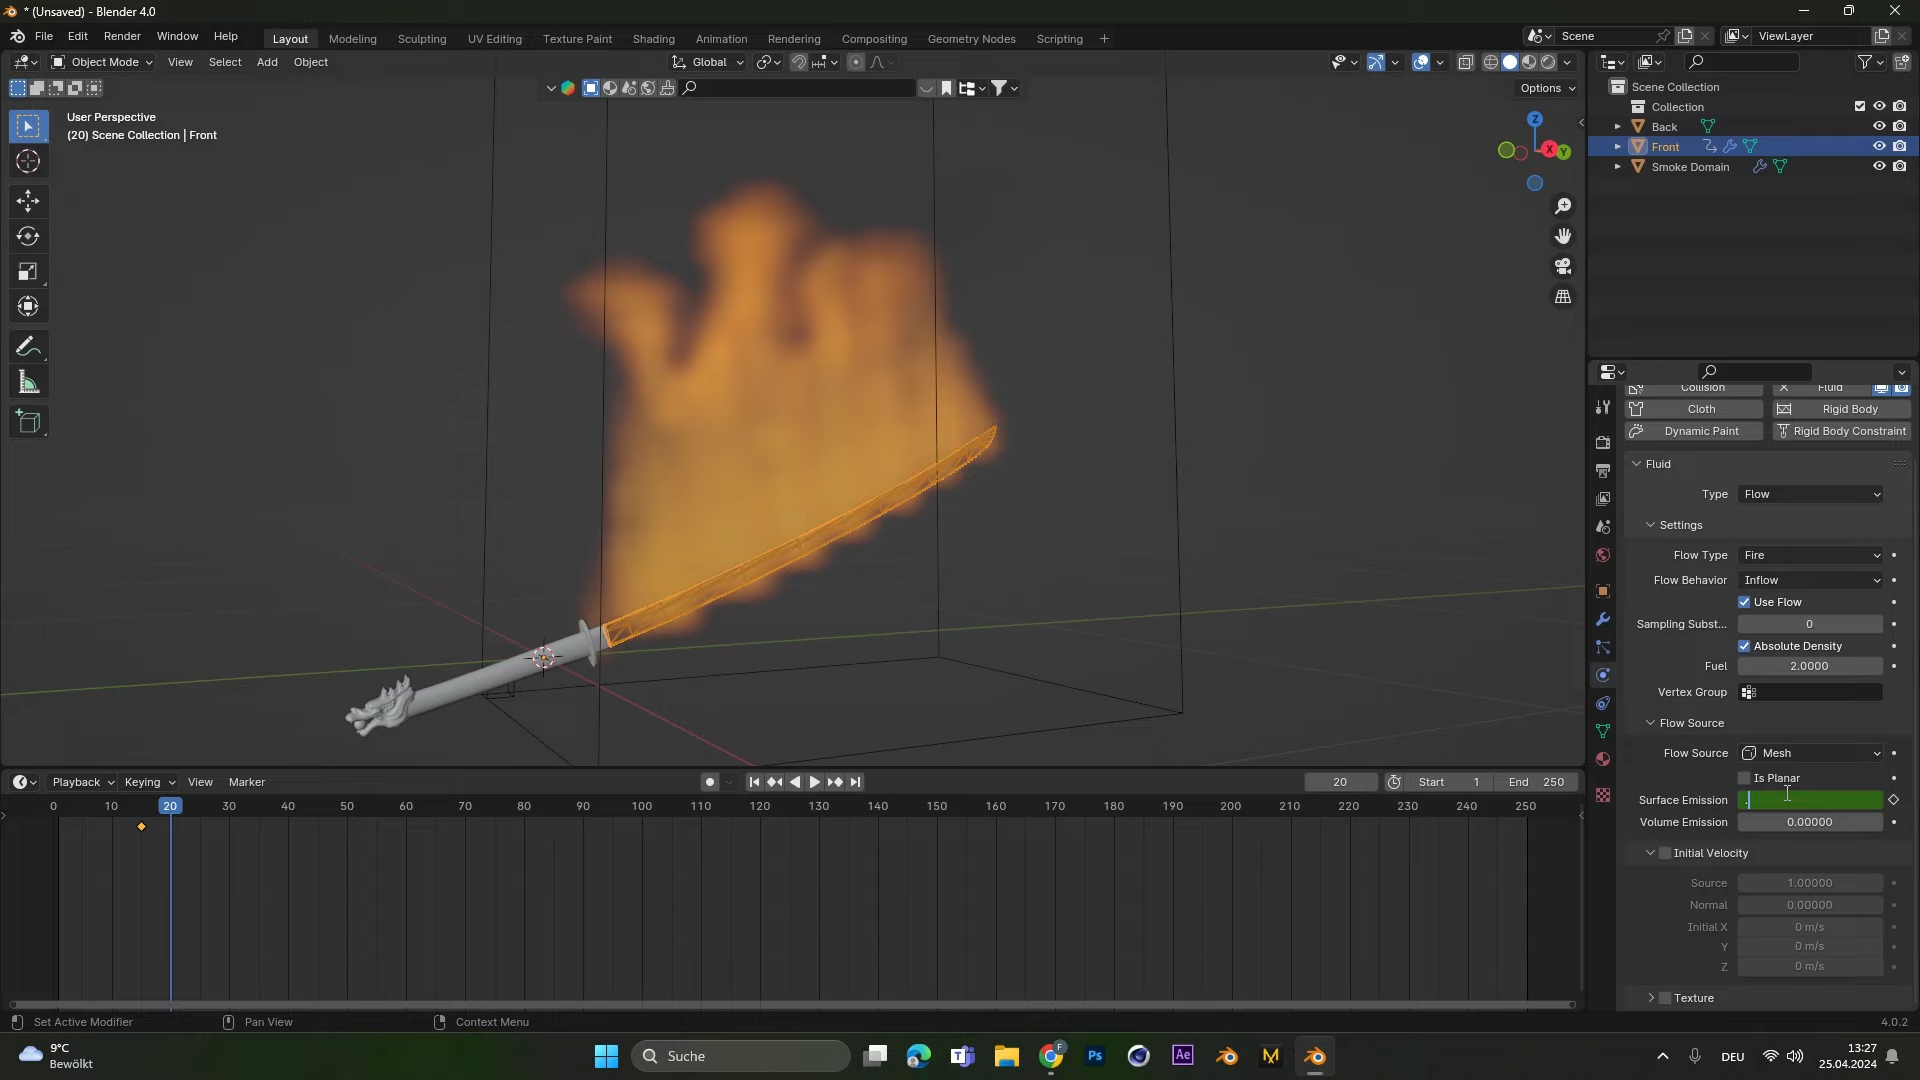 * (Unsaved) - Blender 4.0
File Edit Render Window Help Layout Modeling Sculpting UV Editing Texture Paint Shading Animation Rendering Compositing Geometry Nodes Scripting + Scene ViewLayer
Object Mode View Select Add Object Global
Options
User Perspective
(20) Scene Collection | Front
Z
X
Y
Scene Collection
Collection
Back
Front
Smoke Domain
Collision Fluid
Cloth Rigid Body
Dynamic Paint Rigid Body Constraint
Fluid
Type Flow
Settings
Flow Type Fire
Flow Behavior Inflow
Use Flow
Sampling Subst... 0
Absolute Density
Fuel 2.0000
Vertex Group
Flow Source
Flow Source Mesh
Is Planar
Surface Emission .
Volume Emission 0.00000
Initial Velocity
Source 1.00000
Normal 0.00000
Initial X 0 m/s
Y 0 m/s
Z 0 m/s
Texture
Playback Keying View Marker 20 Start 1 End 250
0 10 20 30 40 50 60 70 80 90 100 110 120 130 140 150 160 170 180 190 200 210 220 230 240 250
Set Active Modifier Pan View Context Menu 4.0.2
9°C
Bewölkt
Suche
Ps
Ae
M
DEU
13:27
25.04.2024